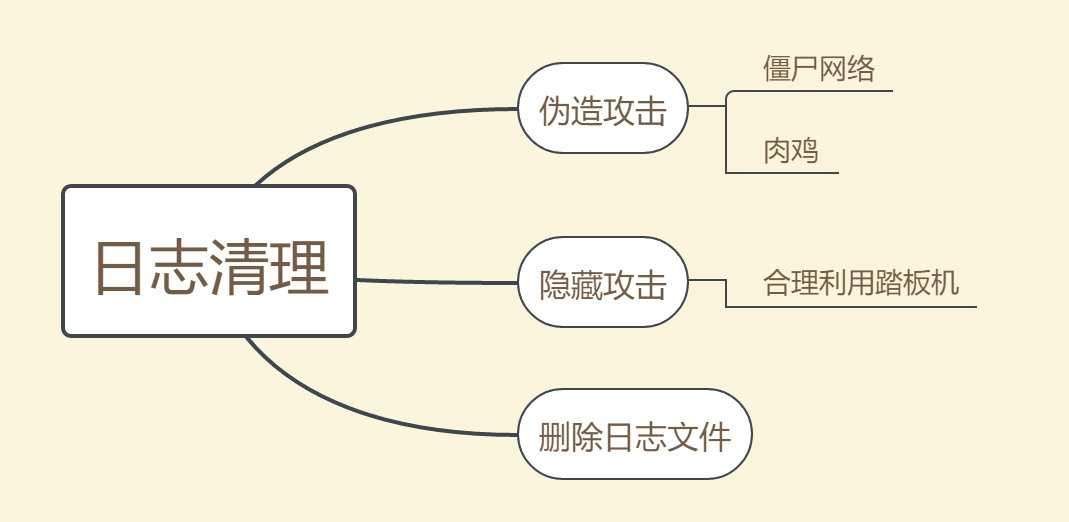 日志清理
伪造攻击
僵尸网络
肉鸡
隐藏攻击
合理利用踏板机
删除日志文件